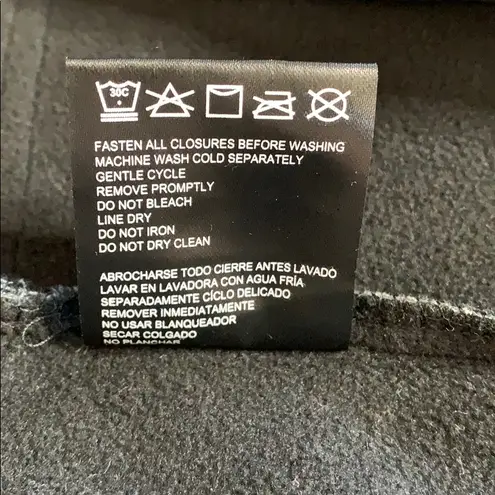 30C
FASTEN ALL CLOSURES BEFORE WASHING
MACHINE WASH COLD SEPARATELY
GENTLE CYCLE
REMOVE PROMPTLY
DO NOT BLEACH
LINE DRY
DO NOT IRON
DO NOT DRY CLEAN
ABROCHARSE TODO CIERRE ANTES LAVADO
LAVAR EN LAVADORA CON AGUA FRÍA
SEPARADAMENTE CÍCLO DELICADO
REMOVER INMEDIATAMENTE
NO USAR BLANQUEADOR
SECAR COLGADO
NO PLANCHAR